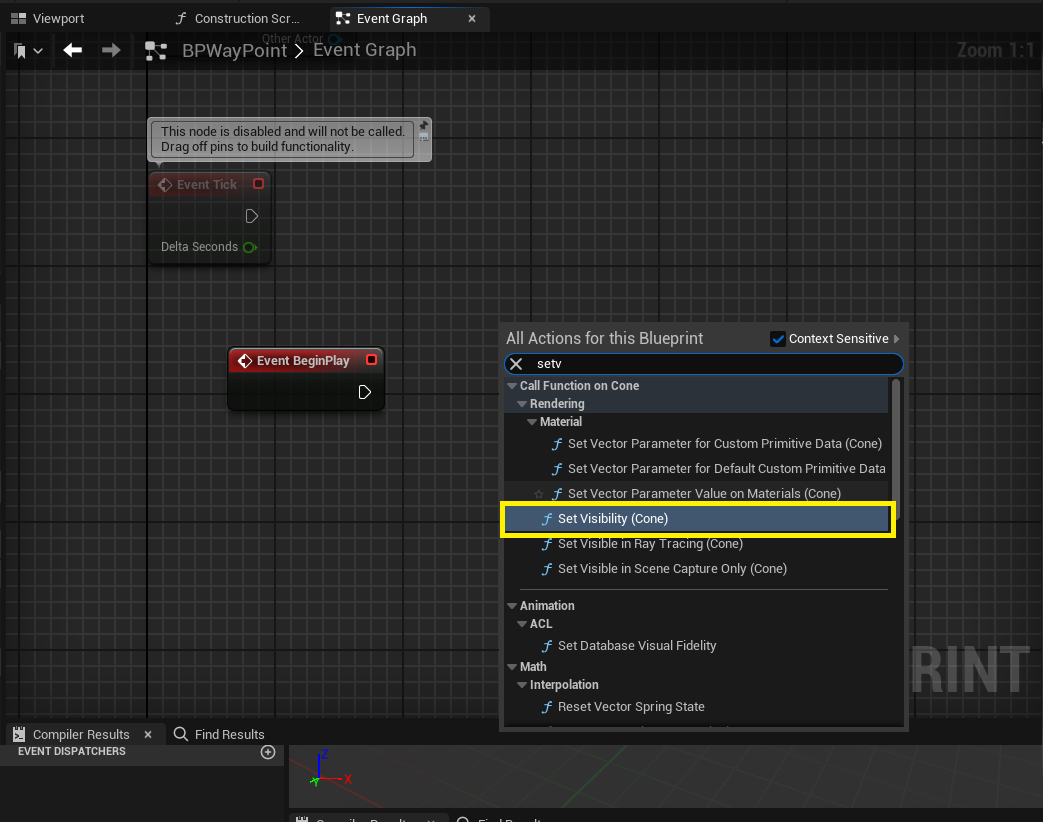 Viewport
Construction Scr...
Event Graph
Other Actor
BPWayPoint > Event Graph
Zoom 1:1
This node is disabled and will not be called.
Drag off pins to build functionality.
Event Tick
Delta Seconds
Event BeginPlay
All Actions for this Blueprint
Context Sensitive
setv
Call Function on Cone
Rendering
Material
Set Vector Parameter for Custom Primitive Data (Cone)
Set Vector Parameter for Default Custom Primitive Data
Set Vector Parameter Value on Materials (Cone)
Set Visibility (Cone)
Set Visible in Ray Tracing (Cone)
Set Visible in Scene Capture Only (Cone)
Animation
ACL
Set Database Visual Fidelity
Math
Interpolation
Reset Vector Spring State
RINT
Compiler Results
Find Results
EVENT DISPATCHERS
Z
X
Y
Compiler Results
Find Results